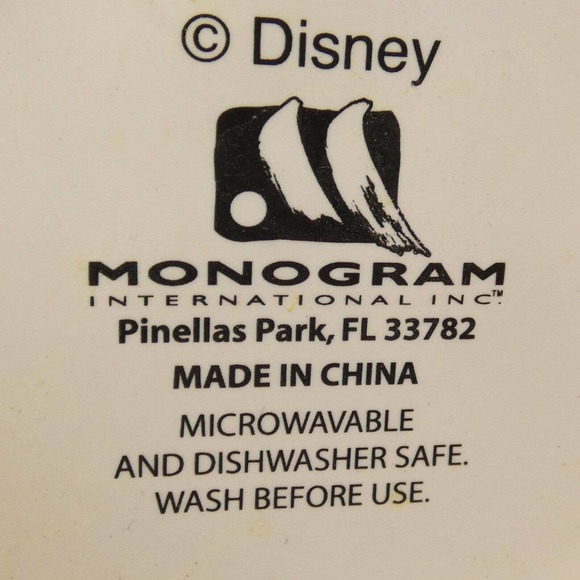 © Disney
MONOGRAM
INTERNATIONAL INC.™
Pinellas Park, FL 33782
MADE IN CHINA
MICROWAVABLE
AND DISHWASHER SAFE.
WASH BEFORE USE.